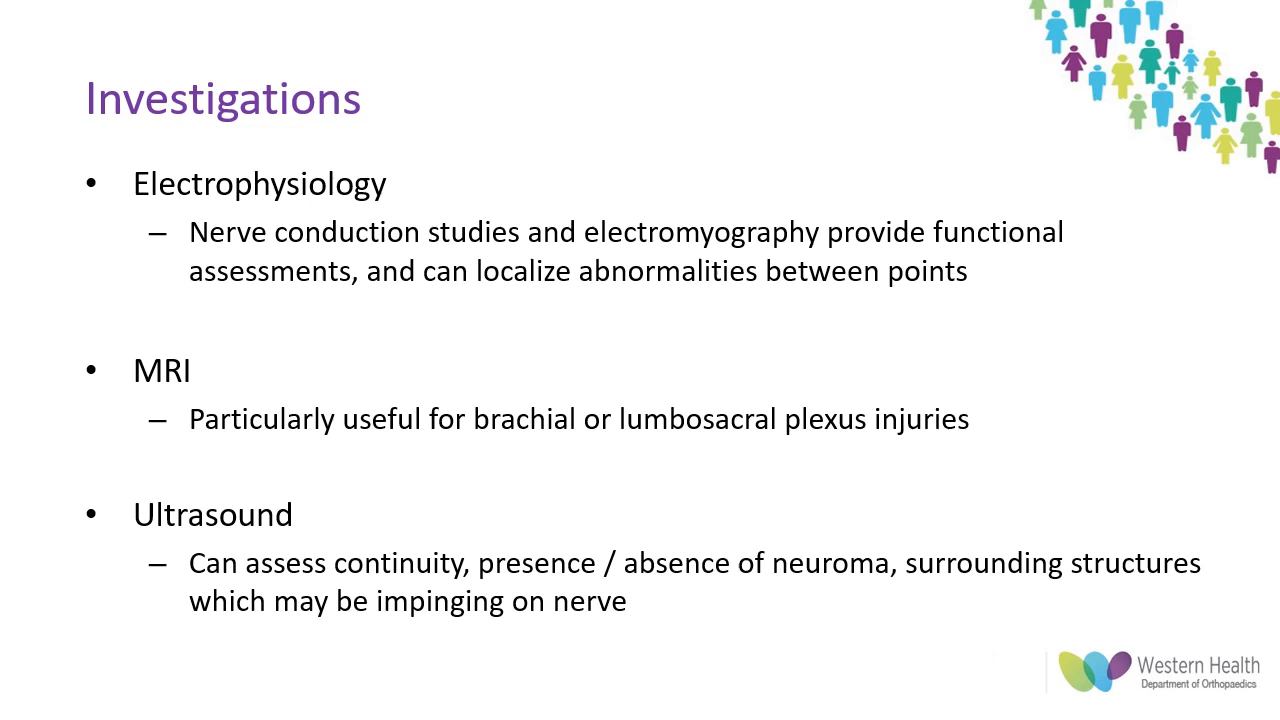 Investigations
• Electrophysiology
– Nerve conduction studies and electromyography provide functional
assessments, and can localize abnormalities between points
• MRI
– Particularly useful for brachial or lumbosacral plexus injuries
• Ultrasound
– Can assess continuity, presence / absence of neuroma, surrounding structures
which may be impinging on nerve
Western Health
Department of Orthopaedics